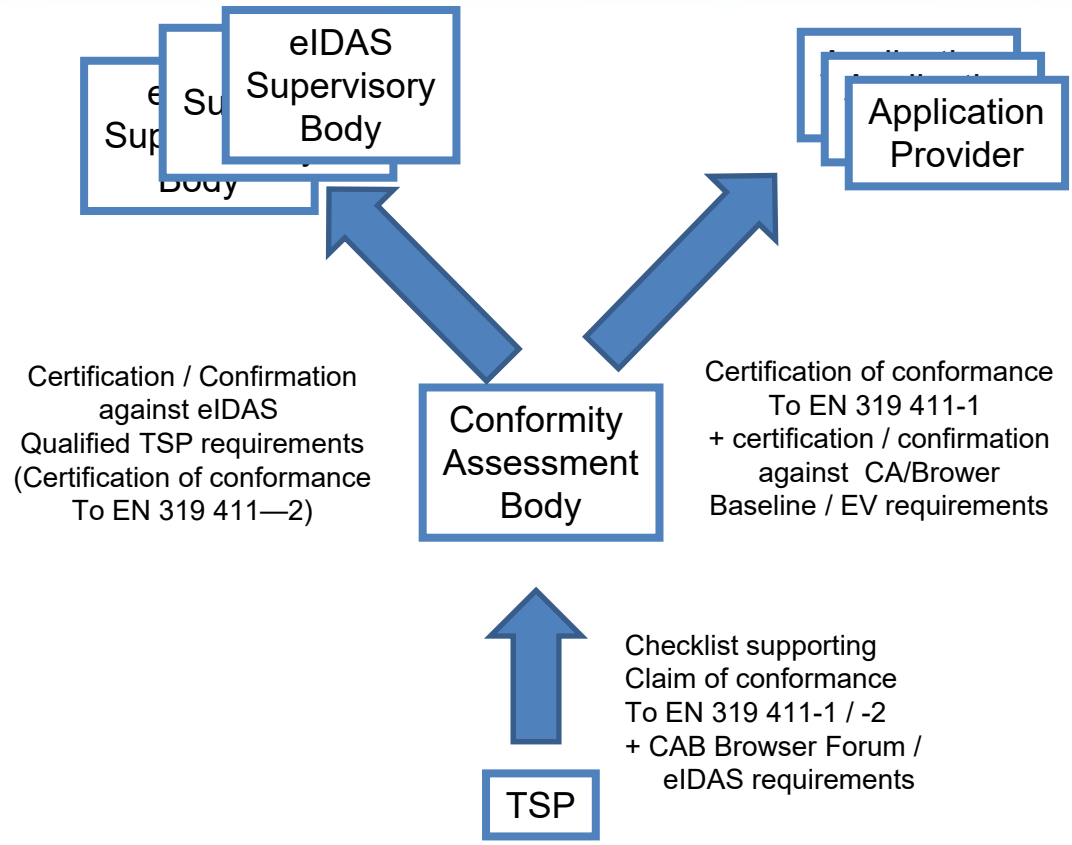 eIDAS
Supervisory
Body
Su
Body
Application
Provider
Certification / Confirmation
against eIDAS
Qualified TSP requirements
(Certification of conformance
To EN 319 411—2)
Conformity
Assessment
Body
Certification of conformance
To EN 319 411-1
+ certification / confirmation
against CA/Brower
Baseline / EV requirements
Checklist supporting
Claim of conformance
To EN 319 411-1 / -2
+ CAB Browser Forum /
eIDAS requirements
TSP